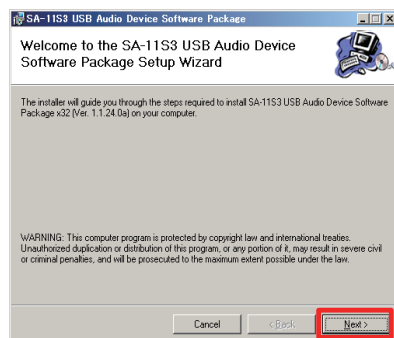 SA-11S3 USB Audio Device Software Package
Welcome to the SA-11S3 USB Audio Device
Software Package Setup Wizard
The installer will guide you through the steps required to install SA-11S3 USB Audio Device Software
Package x32 (Ver. 1.1.24.0a) on your computer.
WARNING: This computer program is protected by copyright law and international treaties.
Unauthorized duplication or distribution of this program, or any portion of it, may result in severe civil
or criminal penalties, and will be prosecuted to the maximum extent possible under the law.
Cancel
< Back
Next >